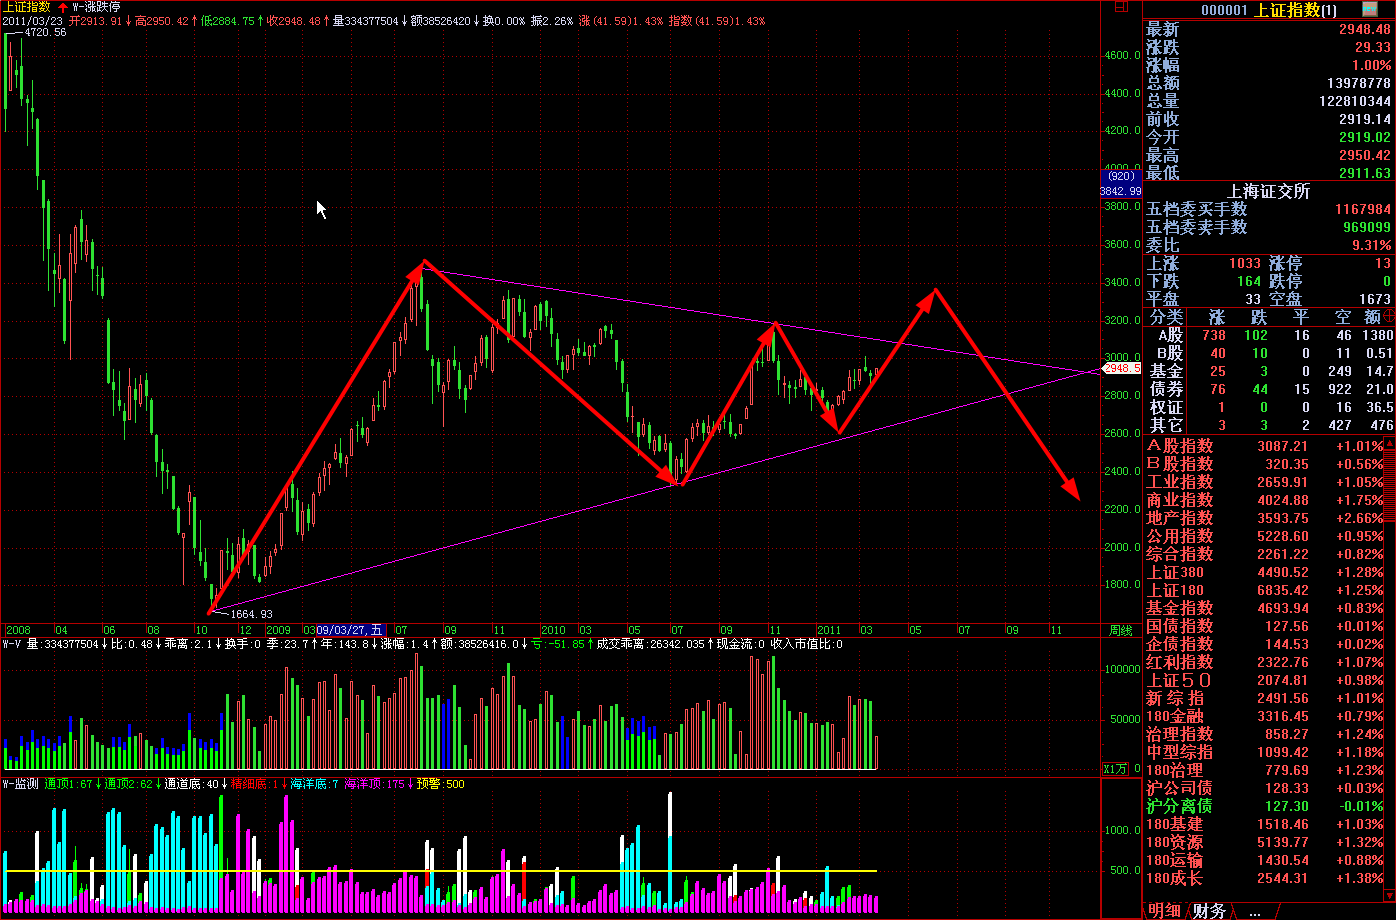 上证指数 W-涨跌停
2011/03/23 开2913.91↓高2950.42↑低2884.75↑收2948.48↑量334377504↓额38526420↓换0.00% 振2.26% 涨(41.59)1.43% 指数(41.59)1.43%
4720.56
4600.0
4400.0
4200.0
4000.0
(920)
3842.99
3800.0
3600.0
3400.0
3200.0
3000.0
2948.5
2800.0
2600.0
2400.0
2200.0
2000.0
1800.0
1664.93
2008 04 06 08 10 12 2009 03 09/03/27,五 07 09 11 2010 03 05 07 09 11 2011 03 05 07 09 11 周线
W-V 量:334377504↓比:0.48↓乖离:2.1↓换手:0 季:23.7↑年:143.8↓涨幅:1.4↑额:38526416.0↓亏:-51.85↑成交乖离:26342.035↑现金流:0 收入市值比:0
100000
50000
X1万 0
W-监测 通顶1:67↓通顶2:62↓通道底:40↓精细底:1↓海洋底:7 海洋顶:175↓预警:500
1000.0
500.0
000001 上证指数(1)
最新 2948.48
涨跌 29.33
涨幅 1.00%
总额 13978778
总量 122810344
前收 2919.14
今开 2919.02
最高 2950.42
最低 2911.63
上海证交所
五档委买手数 1167984
五档委卖手数 969099
委比 9.31%
上涨 1033 涨停 13
下跌 164 跌停 0
平盘 33 空盘 1673
分类 涨 跌 平 空 额
A股 738 102 16 46 1380
B股 40 10 0 11 0.51
基金 25 3 0 249 14.7
债券 76 44 15 922 21.0
权证 1 0 0 16 36.5
其它 3 3 2 427 476
A股指数 3087.21 +1.01%
B股指数 320.35 +0.56%
工业指数 2659.91 +1.05%
商业指数 4024.88 +1.75%
地产指数 3593.75 +2.66%
公用指数 5228.60 +0.95%
综合指数 2261.22 +0.82%
上证380 4490.52 +1.28%
上证180 6835.42 +1.25%
基金指数 4693.94 +0.83%
国债指数 127.56 +0.01%
企债指数 144.53 +0.02%
红利指数 2322.76 +1.07%
上证50 2074.81 +0.98%
新综指 2491.56 +1.01%
180金融 3316.45 +0.79%
治理指数 858.27 +1.24%
中型综指 1099.42 +1.18%
180治理 779.69 +1.23%
沪公司债 128.33 +0.03%
沪分离债 127.30 -0.01%
180基建 1518.46 +1.03%
180资源 5139.77 +1.32%
180运输 1430.54 +0.88%
180成长 2544.31 +1.38%
明细 财务 ...